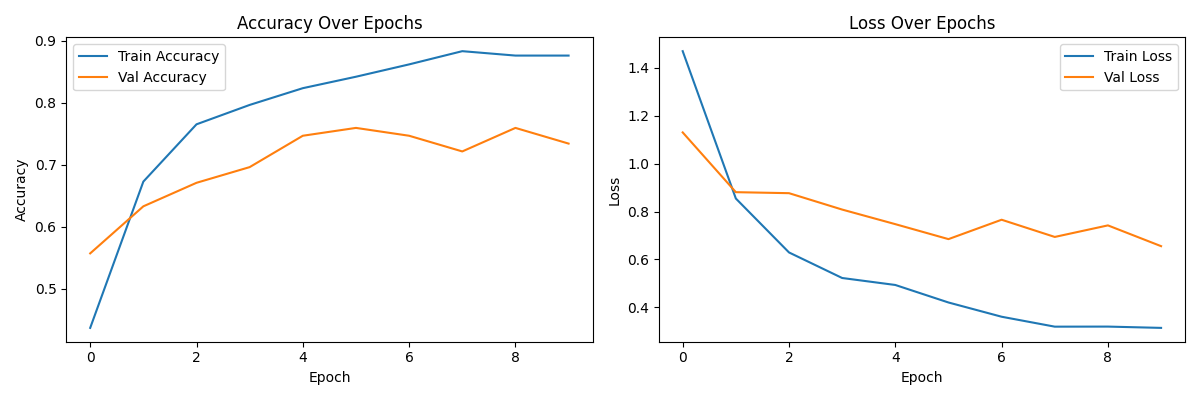 Accuracy Over Epochs
0.9
0.8
0.7
0.6
0.5
Accuracy
Train Accuracy
Val Accuracy
0 2 4 6 8
Epoch
Loss Over Epochs
1.4
1.2
1.0
0.8
0.6
0.4
Loss
Train Loss
Val Loss
0 2 4 6 8
Epoch